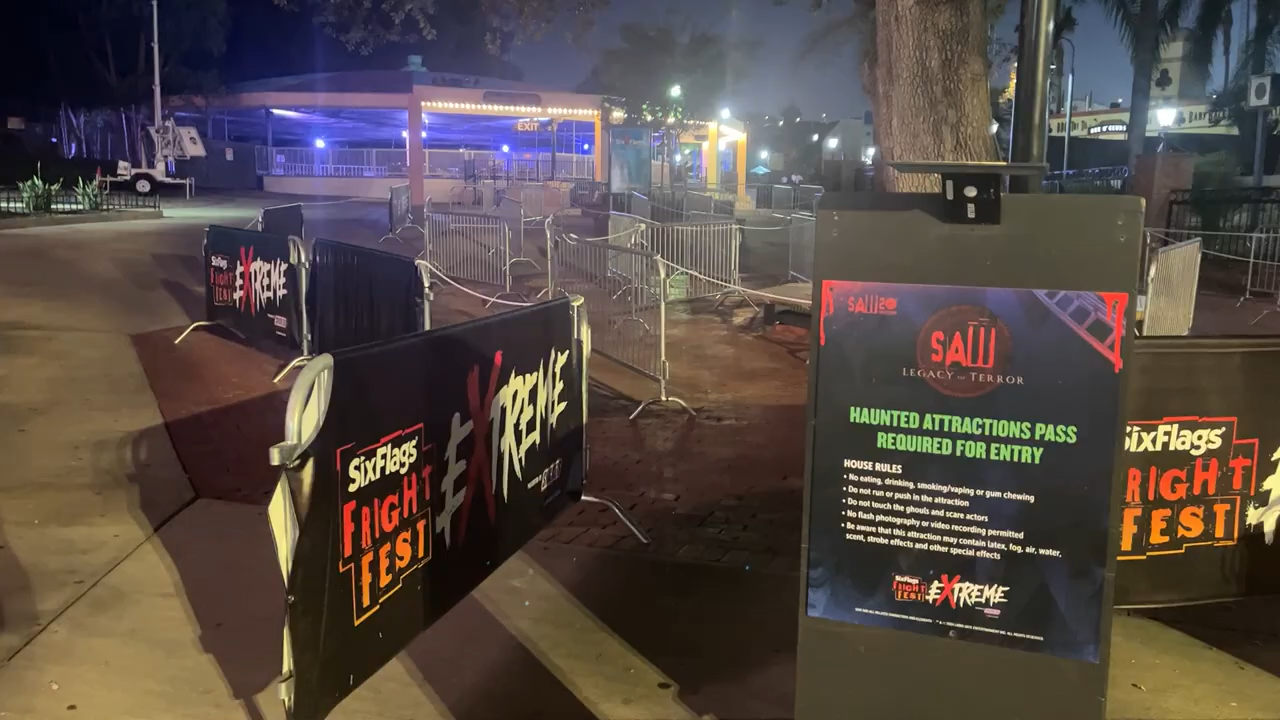 EXIT
SixFlags
FRIGHT
FEST
EXTREME
SixFlags
FRIGHT
FEST
EXTREME
SAW
SAW
LEGACY OF TERROR
HAUNTED ATTRACTIONS PASS
REQUIRED FOR ENTRY
HOUSE RULES
• No eating, drinking, smoking/vaping or gum chewing
• Do not run or push in the attraction
• Do not touch the ghouls and scare actors
• No flash photography or video recording permitted
• Be aware that this attraction may contain latex, fog, air, water,
scent, strobe effects and other special effects
SixFlags
FRIGHT
FEST
EXTREME
SixFlags
RIGHT
FEST